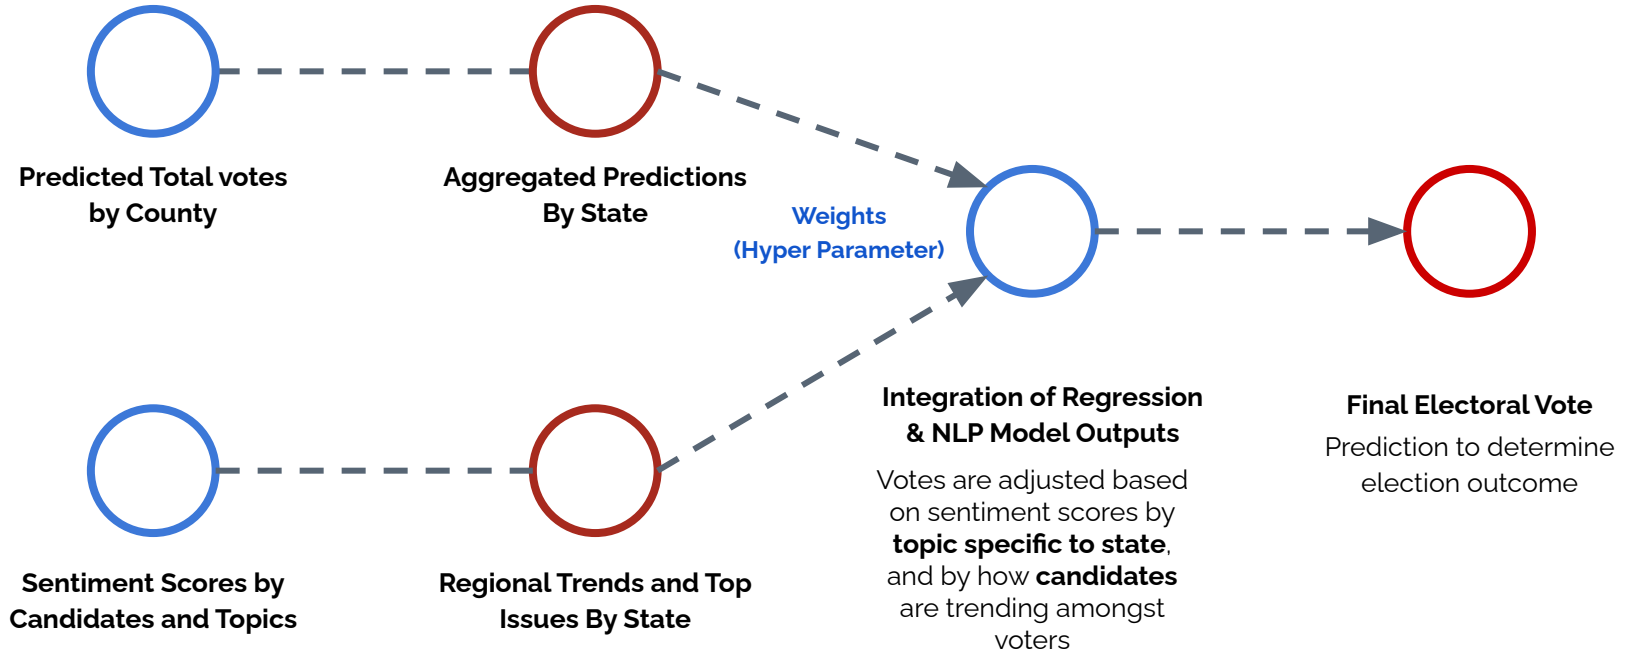 Predicted Total votes
by County
Aggregated Predictions
By State
Weights
(Hyper Parameter)
Sentiment Scores by
Candidates and Topics
Regional Trends and Top
Issues By State
Integration of Regression
& NLP Model Outputs
Votes are adjusted based
on sentiment scores by
topic specific to state,
and by how candidates
are trending amongst
voters
Final Electoral Vote
Prediction to determine
election outcome